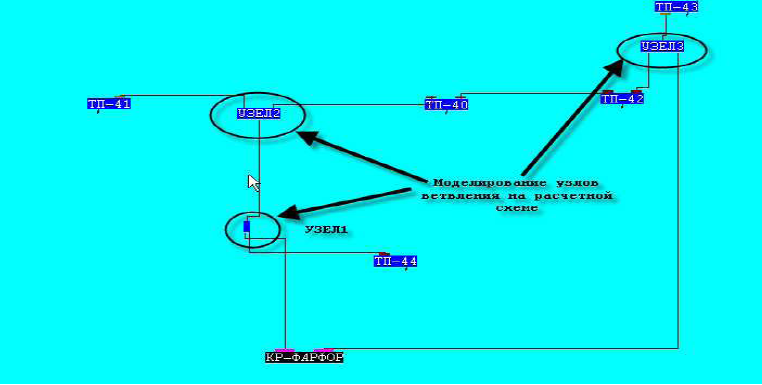 ТП-43
УЗЕЛ3
ТП-41
УЗЕЛ2
ТП-40
ТП-42
Моделирование узлов
ветвления на расчетной
схеме
УЗЕЛ1
ТП-44
КР-ФАРФОР